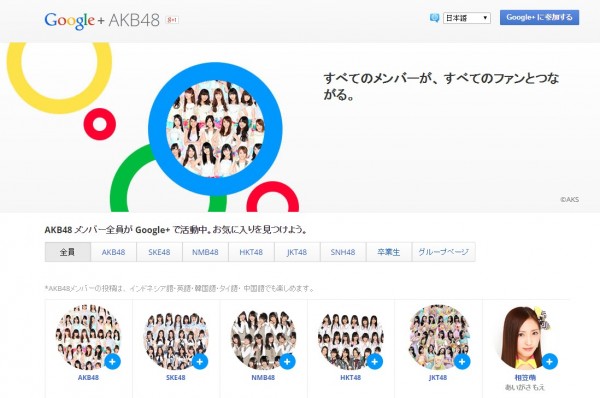 Google+ AKB48 g+1
日本語
Google+ に参加する
すべてのメンバーが、すべてのファンとつな
がる。
©AKS
AKB48 メンバー全員が Google+ で活動中。お気に入りを見つけよう。
全員 AKB48 SKE48 NMB48 HKT48 JKT48 SNH48 卒業生 グループページ
*AKB48メンバーの投稿は、インドネシア語・英語・韓国語・タイ語・ 中国語でも楽しめます。
AKB48 SKE48 NMB48 HKT48 JKT48 相笠萌
あいがさ もえ